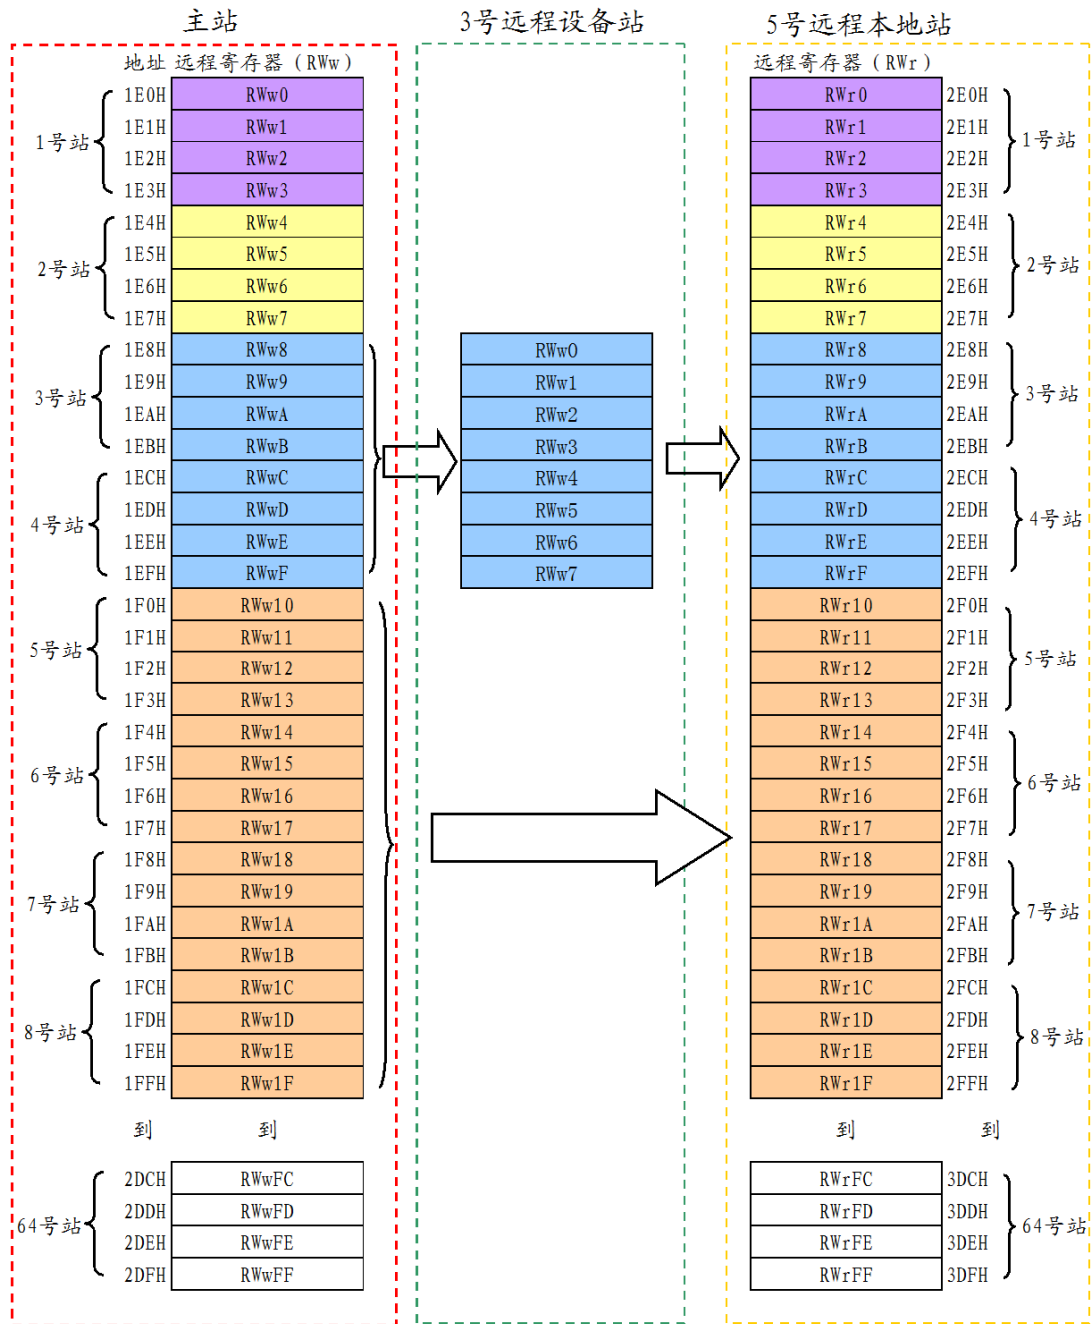 主站 3号远程设备站 5号远程本地站
地址 远程寄存器（RWw） 远程寄存器（RWr）
1E0H RWw0 RWr0 2E0H
1E1H RWw1 RWr1 2E1H
1号站 1号站
1E2H RWw2 RWr2 2E2H
1E3H RWw3 RWr3 2E3H
1E4H RWw4 RWr4 2E4H
1E5H RWw5 RWr5 2E5H
2号站 2号站
1E6H RWw6 RWr6 2E6H
1E7H RWw7 RWr7 2E7H
1E8H RWw8 RWw0 RWr8 2E8H
1E9H RWw9 RWw1 RWr9 2E9H
3号站 3号站
1EAH RWwA RWw2 RWrA 2EAH
1EBH RWwB RWw3 RWrB 2EBH
1ECH RWwC RWw4 RWrC 2ECH
1EDH RWwD RWw5 RWrD 2EDH
4号站 4号站
1EEH RWwE RWw6 RWrE 2EEH
1EFH RWwF RWw7 RWrF 2EFH
1F0H RWw10 RWr10 2F0H
1F1H RWw11 RWr11 2F1H
5号站 5号站
1F2H RWw12 RWr12 2F2H
1F3H RWw13 RWr13 2F3H
1F4H RWw14 RWr14 2F4H
1F5H RWw15 RWr15 2F5H
6号站 6号站
1F6H RWw16 RWr16 2F6H
1F7H RWw17 RWr17 2F7H
1F8H RWw18 RWr18 2F8H
1F9H RWw19 RWr19 2F9H
7号站 7号站
1FAH RWw1A RWr1A 2FAH
1FBH RWw1B RWr1B 2FBH
1FCH RWw1C RWr1C 2FCH
1FDH RWw1D RWr1D 2FDH
8号站 8号站
1FEH RWw1E RWr1E 2FEH
1FFH RWw1F RWr1F 2FFH
到 到 到 到
2DCH RWwFC RWrFC 3DCH
2DDH RWwFD RWrFD 3DDH
64号站 64号站
2DEH RWwFE RWrFE 3DEH
2DFH RWwFF RWrFF 3DFH